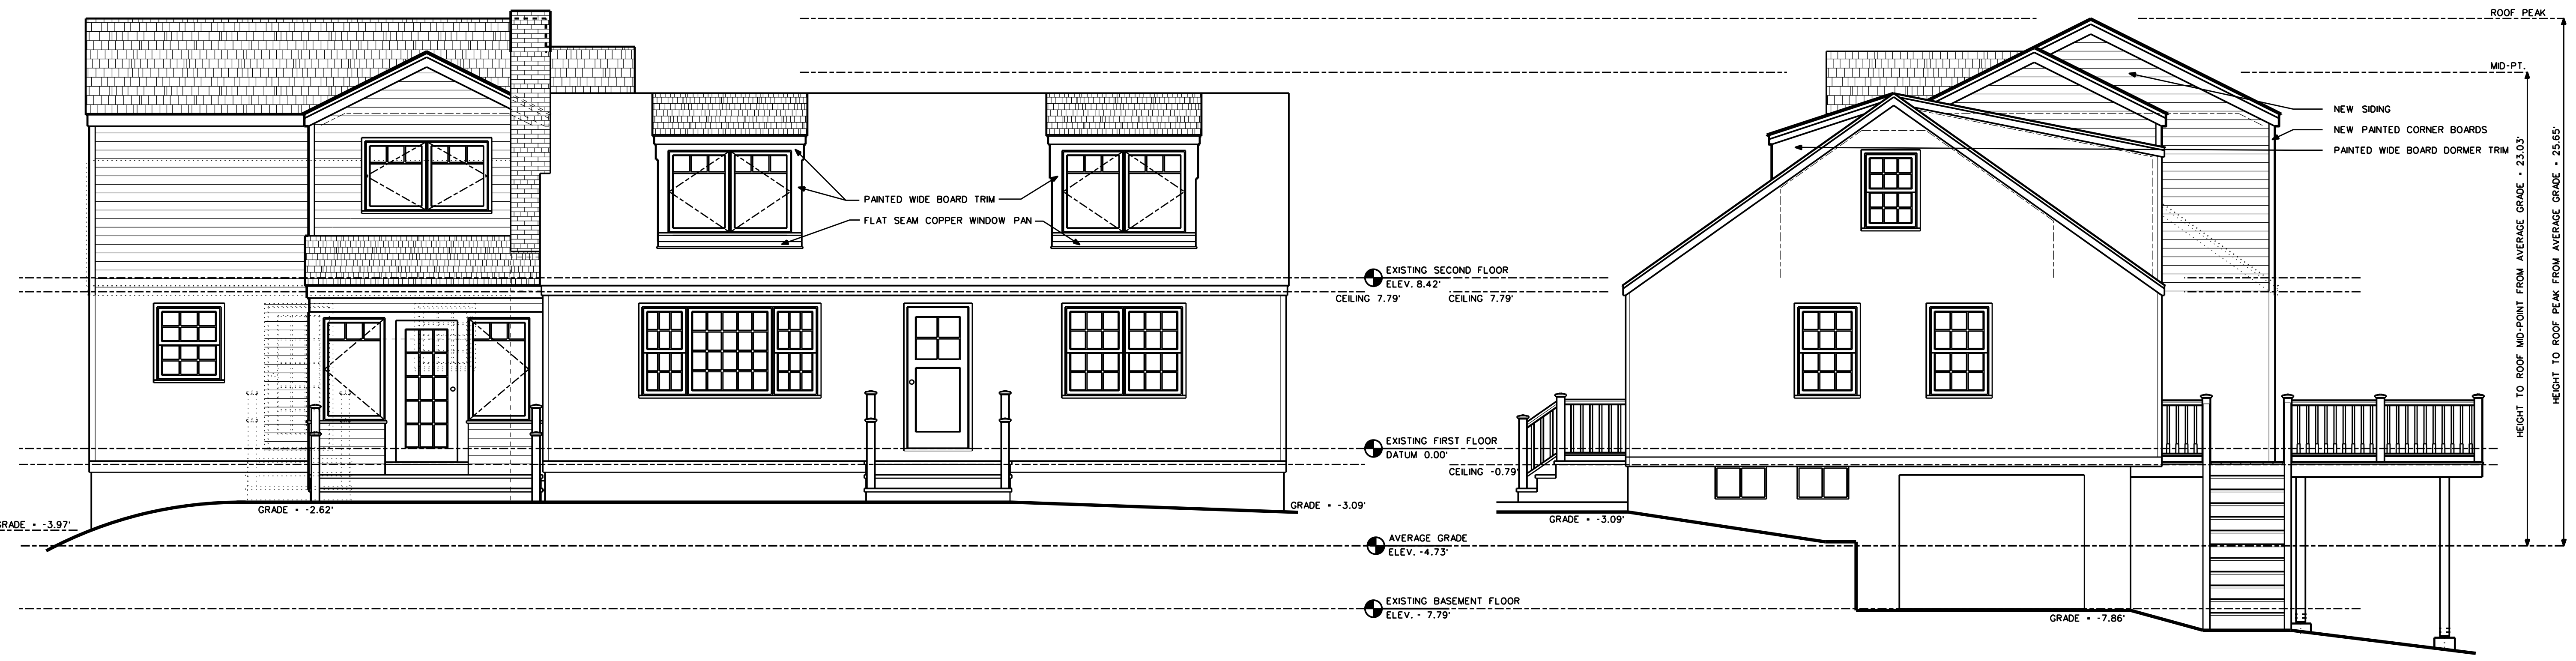 ROOF PEAK
MID-PT.
NEW SIDING
NEW PAINTED CORNER BOARDS
PAINTED WIDE BOARD DORMER TRIM
HEIGHT TO ROOF MID-POINT FROM AVERAGE GRADE = 23.03'
HEIGHT TO ROOF PEAK FROM AVERAGE GRADE = 25.65'
PAINTED WIDE BOARD TRIM
FLAT SEAM COPPER WINDOW PAN
EXISTING SECOND FLOOR
ELEV. 8.42'
CEILING 7.79'
CEILING 7.79'
EXISTING FIRST FLOOR
DATUM 0.00'
CEILING -0.79'
GRADE = -3.97'
GRADE = -2.62'
GRADE = -3.09'
GRADE = -3.09'
AVERAGE GRADE
ELEV. -4.73'
EXISTING BASEMENT FLOOR
ELEV. - 7.79'
GRADE = -7.86'